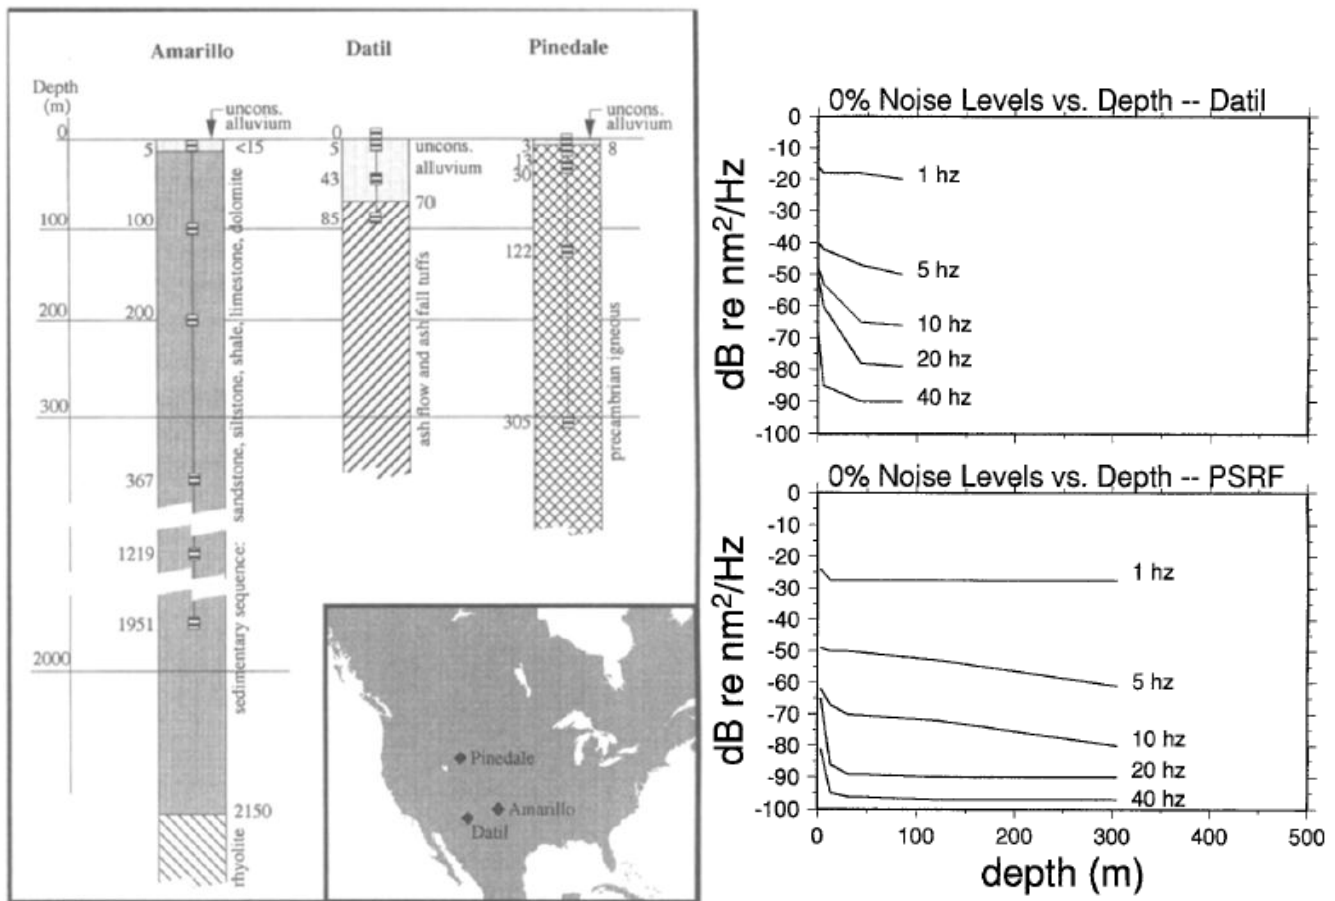 Amarillo
Datil
Pinedale
Depth
(m)
uncons.
alluvium
0
5
<15
100
100
200
200
300
367
1219
1951
2000
2150
sedimentary sequence: sandstone, siltstone, shale, limestone, dolomite
rhyolite
0
5
43
85
uncons.
alluvium
70
ash flow and ash fall tuffs
uncons.
alluvium
3
8
13
30
122
305
precambrian igneous
Pinedale
Amarillo
Datil
0% Noise Levels vs. Depth -- Datil
dB re nm²/Hz
0
-10
-20
-30
-40
-50
-60
-70
-80
-90
-100
1 hz
5 hz
10 hz
20 hz
40 hz
0% Noise Levels vs. Depth -- PSRF
dB re nm²/Hz
0
-10
-20
-30
-40
-50
-60
-70
-80
-90
-100
1 hz
5 hz
10 hz
20 hz
40 hz
0 100 200 300 400 500
depth (m)